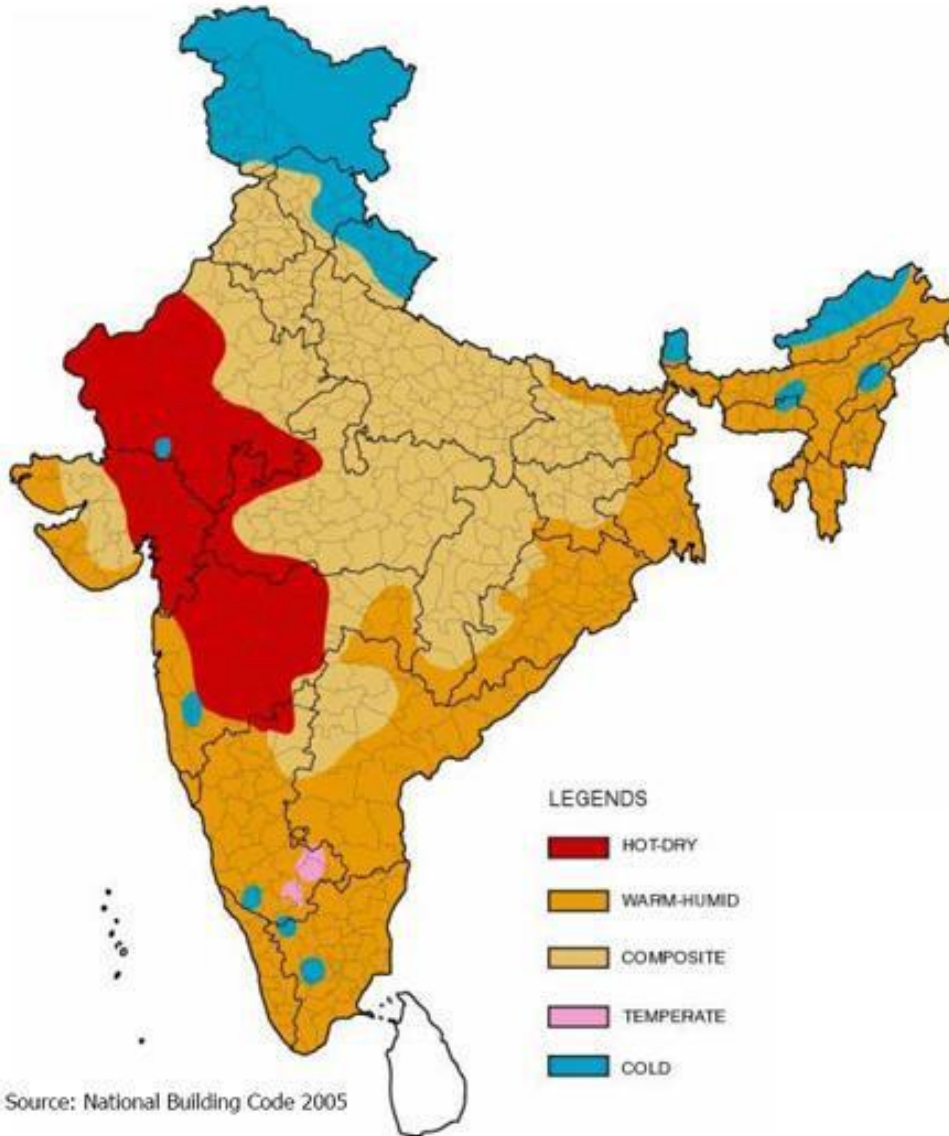 LEGENDS
HOT-DRY
WARM-HUMID
COMPOSITE
TEMPERATE
COLD
Source: National Building Code 2005